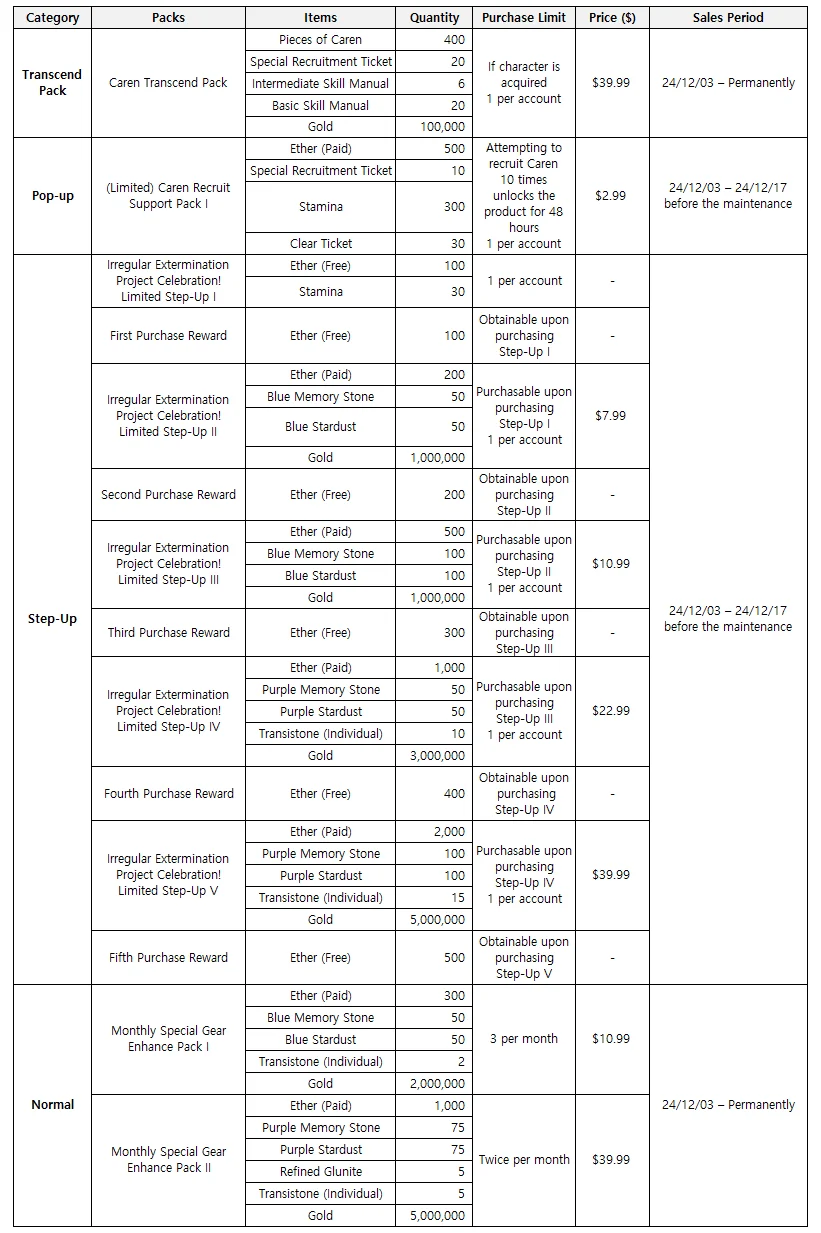 Category Packs Items Quantity Purchase Limit Price ($) Sales Period
Transcend
Pack
Caren Transcend Pack
Pieces of Caren 400
Special Recruitment Ticket 20
Intermediate Skill Manual 6
Basic Skill Manual 20
Gold 100,000
If character is
acquired
1 per account
$39.99
24/12/03 – Permanently
Pop-up
(Limited) Caren Recruit
Support Pack I
Ether (Paid) 500
Special Recruitment Ticket 10
Stamina 300
Clear Ticket 30
Attempting to
recruit Caren
10 times
unlocks the
product for 48
hours
1 per account
$2.99
24/12/03 – 24/12/17
before the maintenance
Step-Up
Irregular Extermination
Project Celebration!
Limited Step-Up I
Ether (Free) 100
Stamina 30
1 per account
-
First Purchase Reward
Ether (Free) 100
Obtainable upon
purchasing
Step-Up I
-
Irregular Extermination
Project Celebration!
Limited Step-Up II
Ether (Paid) 200
Blue Memory Stone 50
Blue Stardust 50
Gold 1,000,000
Purchasable upon
purchasing
Step-Up I
1 per account
$7.99
Second Purchase Reward
Ether (Free) 200
Obtainable upon
purchasing
Step-Up II
-
Irregular Extermination
Project Celebration!
Limited Step-Up III
Ether (Paid) 500
Blue Memory Stone 100
Blue Stardust 100
Gold 1,000,000
Purchasable upon
purchasing
Step-Up II
1 per account
$10.99
Third Purchase Reward
Ether (Free) 300
Obtainable upon
purchasing
Step-Up III
-
Irregular Extermination
Project Celebration!
Limited Step-Up IV
Ether (Paid) 1,000
Purple Memory Stone 50
Purple Stardust 50
Transistone (Individual) 10
Gold 3,000,000
Purchasable upon
purchasing
Step-Up III
1 per account
$22.99
Fourth Purchase Reward
Ether (Free) 400
Obtainable upon
purchasing
Step-Up IV
-
Irregular Extermination
Project Celebration!
Limited Step-Up V
Ether (Paid) 2,000
Purple Memory Stone 100
Purple Stardust 100
Transistone (Individual) 15
Gold 5,000,000
Purchasable upon
purchasing
Step-Up IV
1 per account
$39.99
Fifth Purchase Reward
Ether (Free) 500
Obtainable upon
purchasing
Step-Up V
-
24/12/03 – 24/12/17
before the maintenance
Normal
Monthly Special Gear
Enhance Pack I
Ether (Paid) 300
Blue Memory Stone 50
Blue Stardust 50
Transistone (Individual) 2
Gold 2,000,000
3 per month
$10.99
Monthly Special Gear
Enhance Pack II
Ether (Paid) 1,000
Purple Memory Stone 75
Purple Stardust 75
Refined Glunite 5
Transistone (Individual) 5
Gold 5,000,000
Twice per month
$39.99
24/12/03 – Permanently